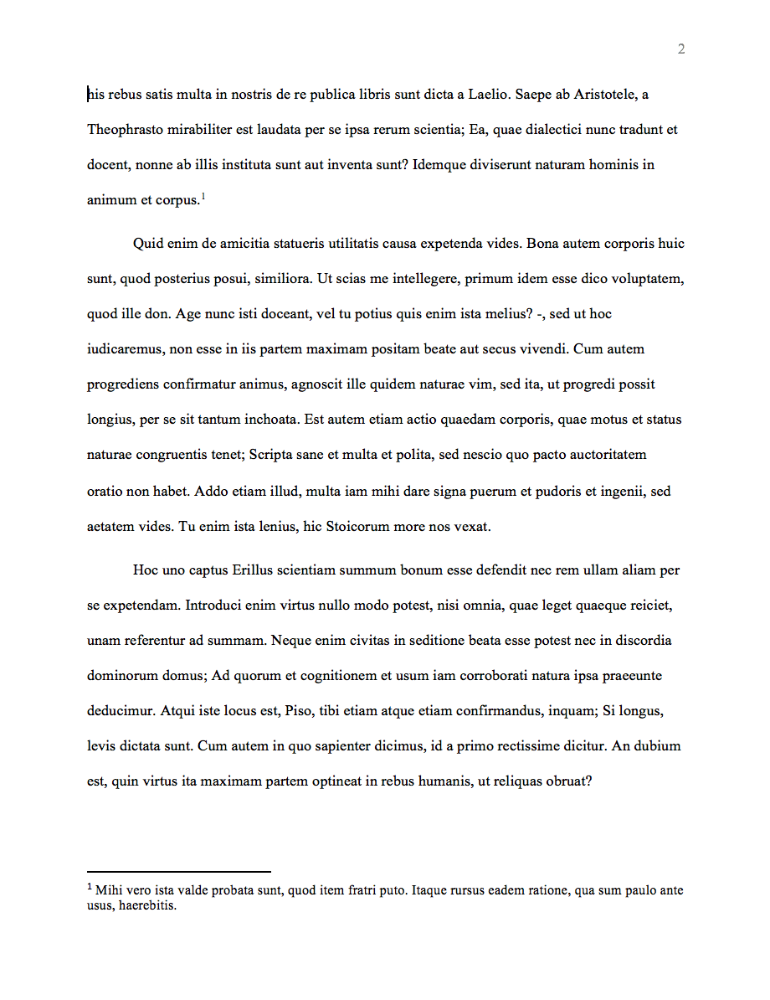 2
his rebus satis multa in nostris de re publica libris sunt dicta a Laelio. Saepe ab Aristotele, a
Theophrasto mirabiliter est laudata per se ipsa rerum scientia; Ea, quae dialectici nunc tradunt et
docent, nonne ab illis instituta sunt aut inventa sunt? Idemque diviserunt naturam hominis in
animum et corpus.1
Quid enim de amicitia statueris utilitatis causa expetenda vides. Bona autem corporis huic
sunt, quod posterius posui, similiora. Ut scias me intellegere, primum idem esse dico voluptatem,
quod ille don. Age nunc isti doceant, vel tu potius quis enim ista melius? -, sed ut hoc
iudicaremus, non esse in iis partem maximam positam beate aut secus vivendi. Cum autem
progrediens confirmatur animus, agnoscit ille quidem naturae vim, sed ita, ut progredi possit
longius, per se sit tantum inchoata. Est autem etiam actio quaedam corporis, quae motus et status
naturae congruentis tenet; Scripta sane et multa et polita, sed nescio quo pacto auctoritatem
oratio non habet. Addo etiam illud, multa iam mihi dare signa puerum et pudoris et ingenii, sed
aetatem vides. Tu enim ista lenius, hic Stoicorum more nos vexat.
Hoc uno captus Erillus scientiam summum bonum esse defendit nec rem ullam aliam per
se expetendam. Introduci enim virtus nullo modo potest, nisi omnia, quae leget quaeque reiciet,
unam referentur ad summam. Neque enim civitas in seditione beata esse potest nec in discordia
dominorum domus; Ad quorum et cognitionem et usum iam corroborati natura ipsa praeeunte
deducimur. Atqui iste locus est, Piso, tibi etiam atque etiam confirmandus, inquam; Si longus,
levis dictata sunt. Cum autem in quo sapienter dicimus, id a primo rectissime dicitur. An dubium
est, quin virtus ita maximam partem optineat in rebus humanis, ut reliquas obruat?
1 Mihi vero ista valde probata sunt, quod item fratri puto. Itaque rursus eadem ratione, qua sum paulo ante
usus, haerebitis.